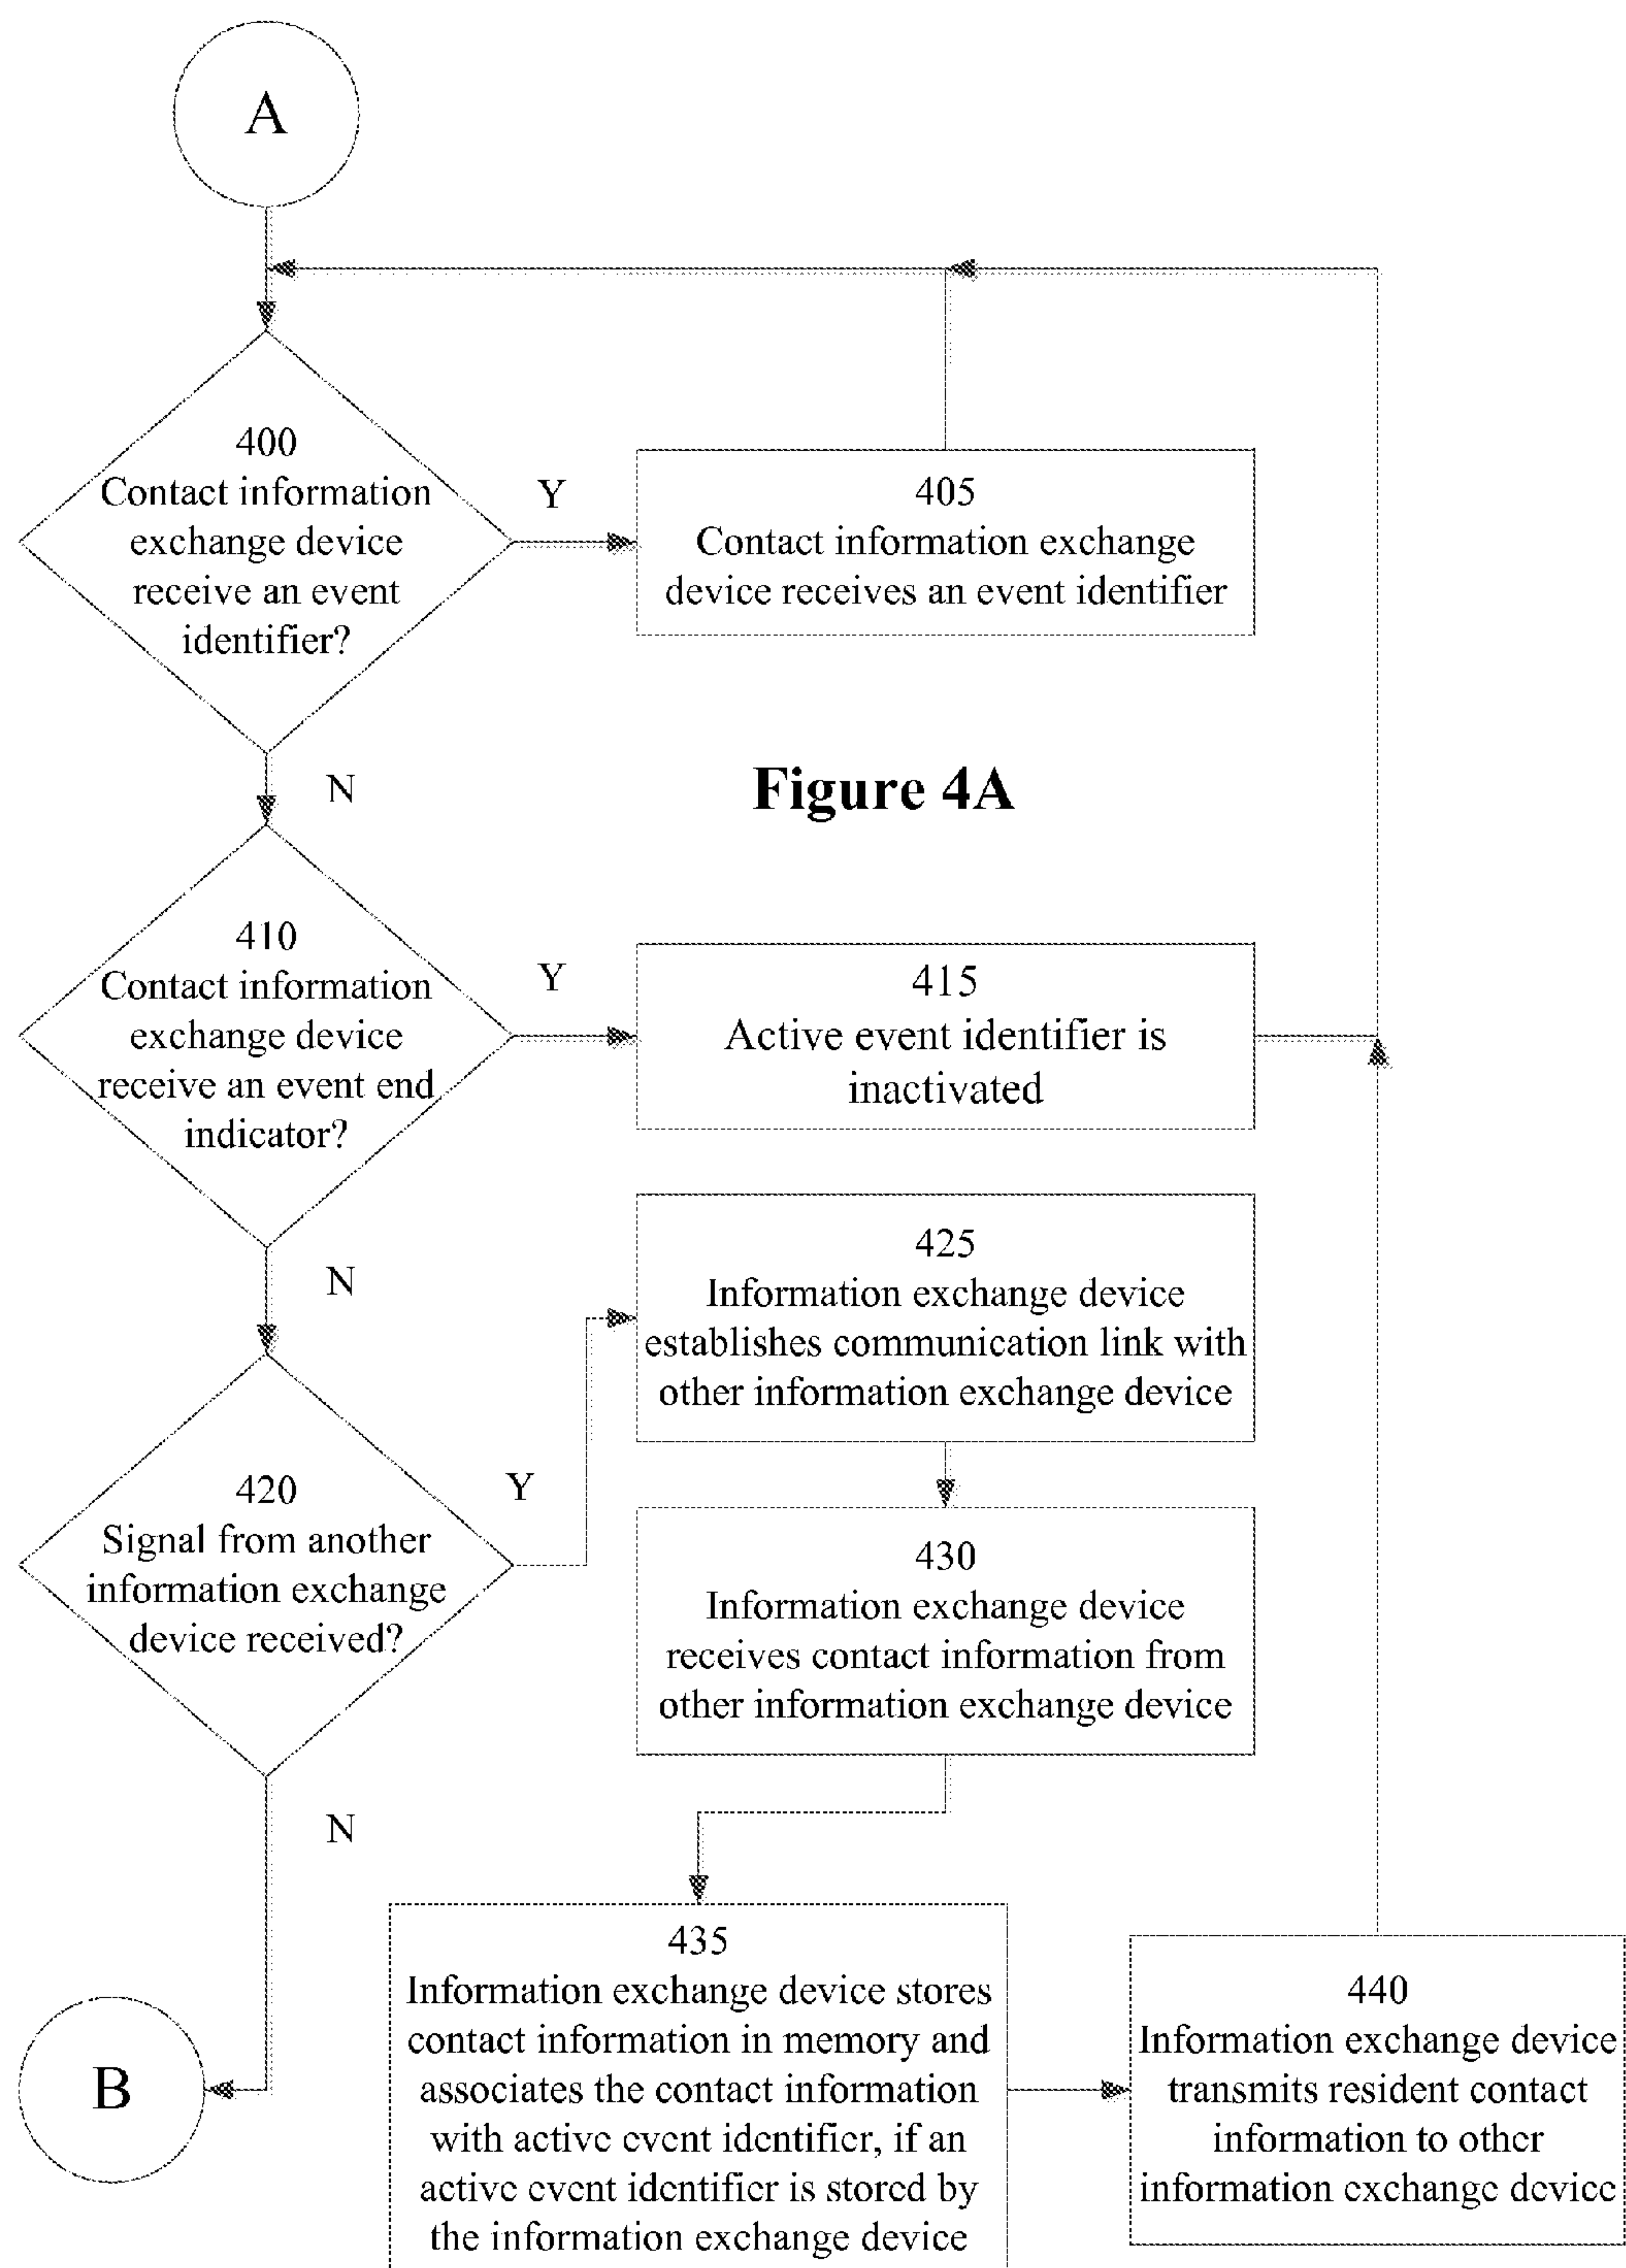 A
400
Contact information
exchange device
receive an event
identifier?
Y
405
Contact information exchange
device receives an event identifier
N
Figure 4A
410
Contact information
exchange device
receive an event end
indicator?
Y
415
Active event identifier is
inactivated
N
425
Information exchange device
establishes communication link with
other information exchange device
420
Signal from another
information exchange
device received?
Y
430
Information exchange device
receives contact information from
other information exchange device
N
435
Information exchange device stores
contact information in memory and
associates the contact information
with active event identifier, if an
active event identifier is stored by
the information exchange device
440
Information exchange device
transmits resident contact
information to other
information exchange device
B